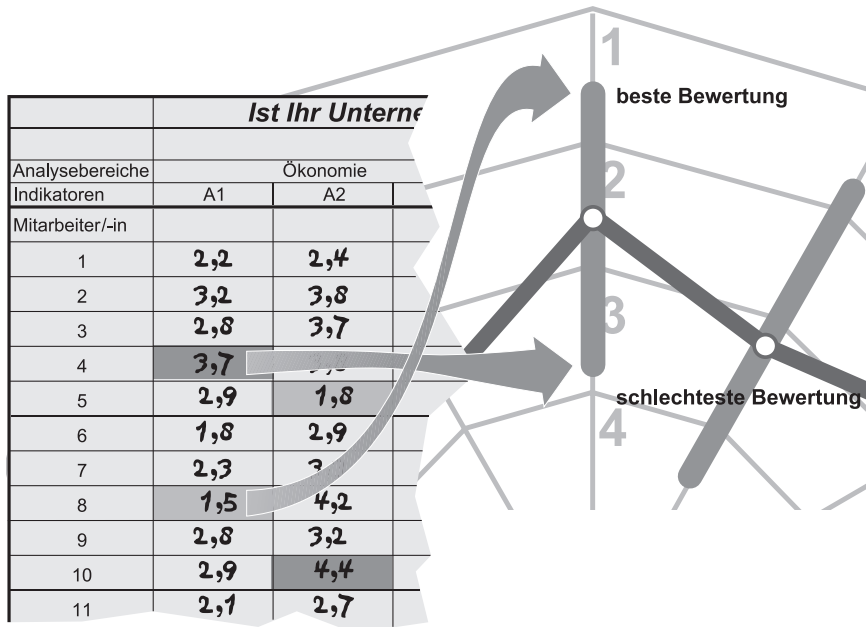 Ist Ihr Unterne
Analysebereiche Ökonomie
Indikatoren A1 A2
Mitarbeiter/-in
1 2,2 2,4
2 3,2 3,8
3 2,8 3,7
4 3,7
5 2,9 1,8
6 1,8 2,9
7 2,3
8 1,5 4,2
9 2,8 3,2
10 2,9 4,4
11 2,1 2,7
1
beste Bewertung
2
3
schlechteste Bewertung
4